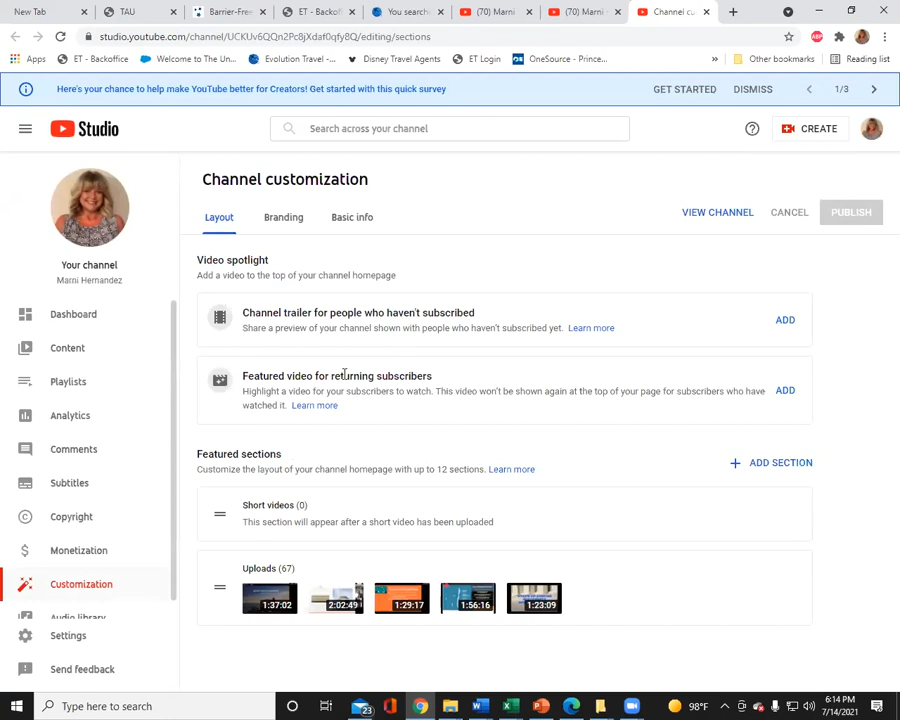 New Tab
TAU
Barrier-Free
ET - Backoffi
You search
(70) Marni
(70) Marni
Channel cu
studio.youtube.com/channel/UCKUv6QQn2Pc8jXdaf0qfy8Q/editing/sections
ABP
Apps
ET - Backoffice
Welcome to The Un...
Evolution Travel -...
Disney Travel Agents
ET Login
OneSource - Prince...
»
Other bookmarks
Reading list
Here's your chance to help make YouTube better for Creators! Get started with this quick survey
GET STARTED
DISMISS
1/3
Studio
Search across your channel
CREATE
Your channel
Marni Hernandez
Dashboard
Content
Playlists
Analytics
Comments
Subtitles
Copyright
Monetization
Customization
Audio library
Settings
Send feedback
Channel customization
Layout
Branding
Basic info
VIEW CHANNEL
CANCEL
PUBLISH
Video spotlight
Add a video to the top of your channel homepage
Channel trailer for people who haven't subscribed
Share a preview of your channel shown with people who haven't subscribed yet. Learn more
ADD
Featured video for returning subscribers
Highlight a video for your subscribers to watch. This video won't be shown again at the top of your page for subscribers who have
watched it. Learn more
ADD
Featured sections
Customize the layout of your channel homepage with up to 12 sections. Learn more
ADD SECTION
Short videos (0)
This section will appear after a short video has been uploaded
Uploads (67)
1:37:02
2:02:49
1:29:17
1:56:16
1:23:09
Type here to search
23
98°F
6:14 PM
7/14/2021